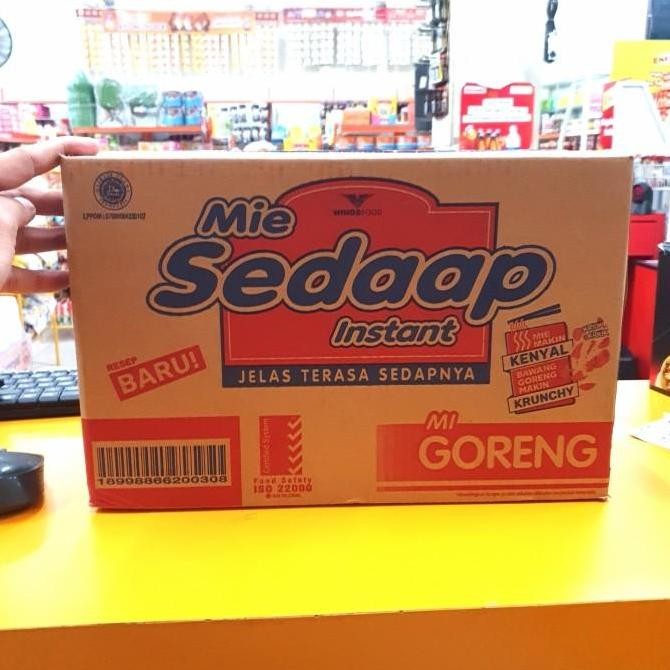 WINGSFOOD
Mie
Sedaap
Instant
JELAS TERASA SEDAPNYA
RESEP
BARU!
MIE
MAKIN
KENYAL
BAWANG
GORENG
MAKIN
KRUNCHY
MI
GORENG
18998866200308
Certified System
Food Safety
ISO 22000